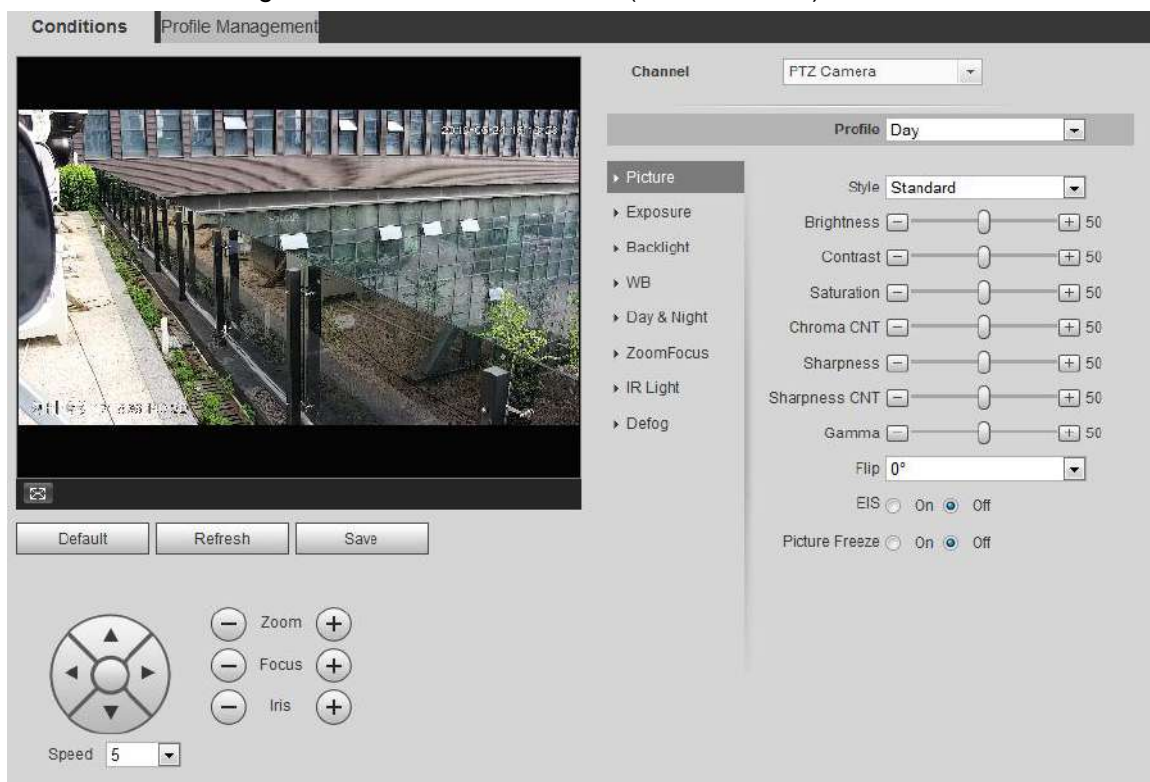 Conditions
Profile Management
Channel
PTZ Camera
Profile
Day
Picture
Exposure
Backlight
WB
Day & Night
ZoomFocus
IR Light
Defog
Style
Standard
Brightness
50
Contrast
50
Saturation
50
Chroma CNT
50
Sharpness
50
Sharpness CNT
50
Gamma
50
Flip
0°
EIS
On
Off
Picture Freeze
On
Off
Default
Refresh
Save
Zoom
Focus
Iris
Speed
5